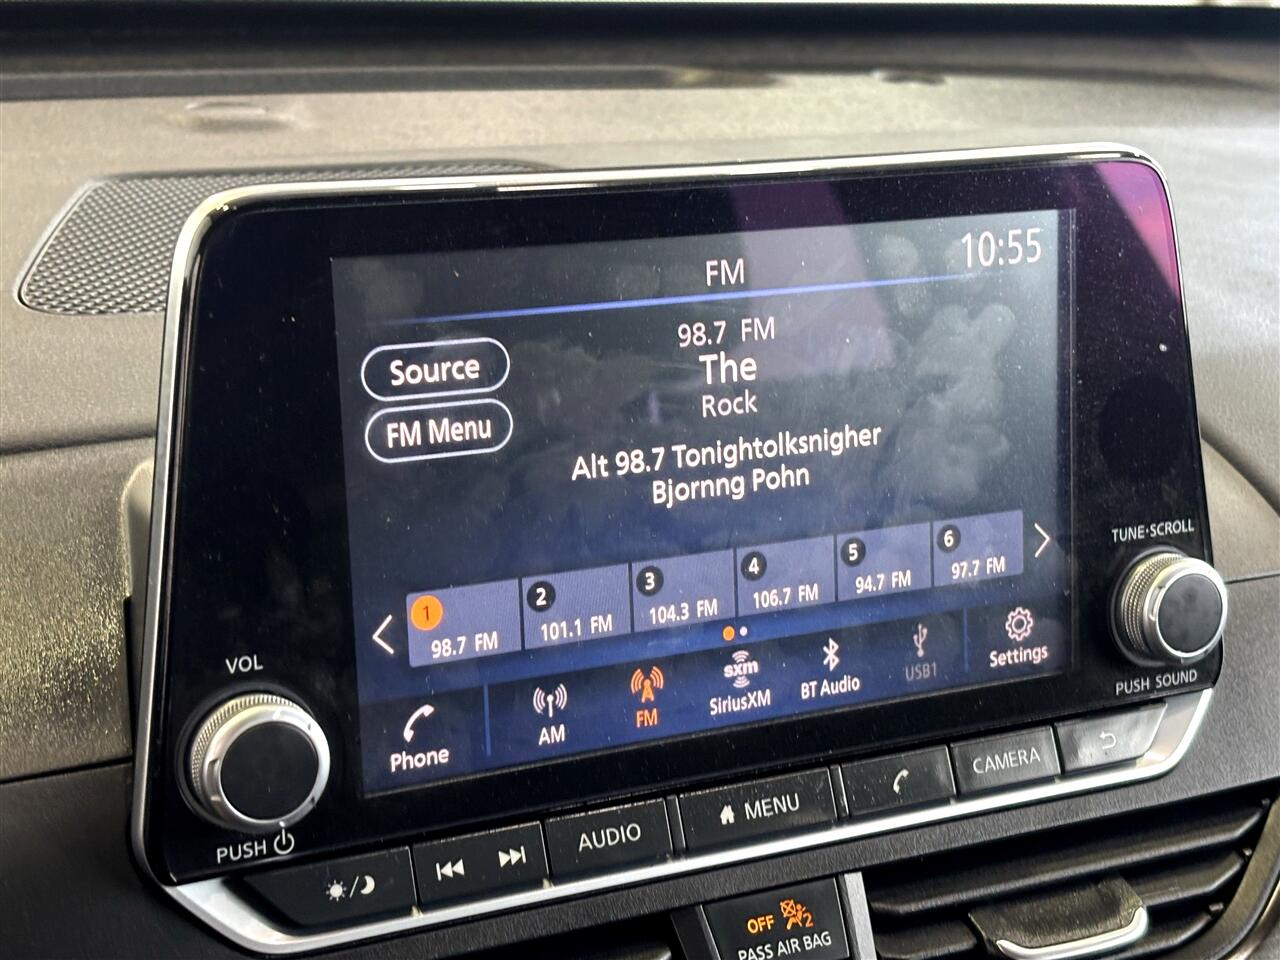 FM
10:55
98.7 FM
The
Rock
Source
FM Menu
Alt 98.7 Tonightolksnigher
Bjornng Pohn
1
98.7 FM
2
101.1 FM
3
104.3 FM
4
106.7 FM
5
94.7 FM
6
97.7 FM
Phone
AM
FM
sxm
SiriusXM
BT Audio
USB1
Settings
VOL
PUSH
TUNE·SCROLL
PUSH SOUND
AUDIO
MENU
CAMERA
OFF
2
PASS AIR BAG